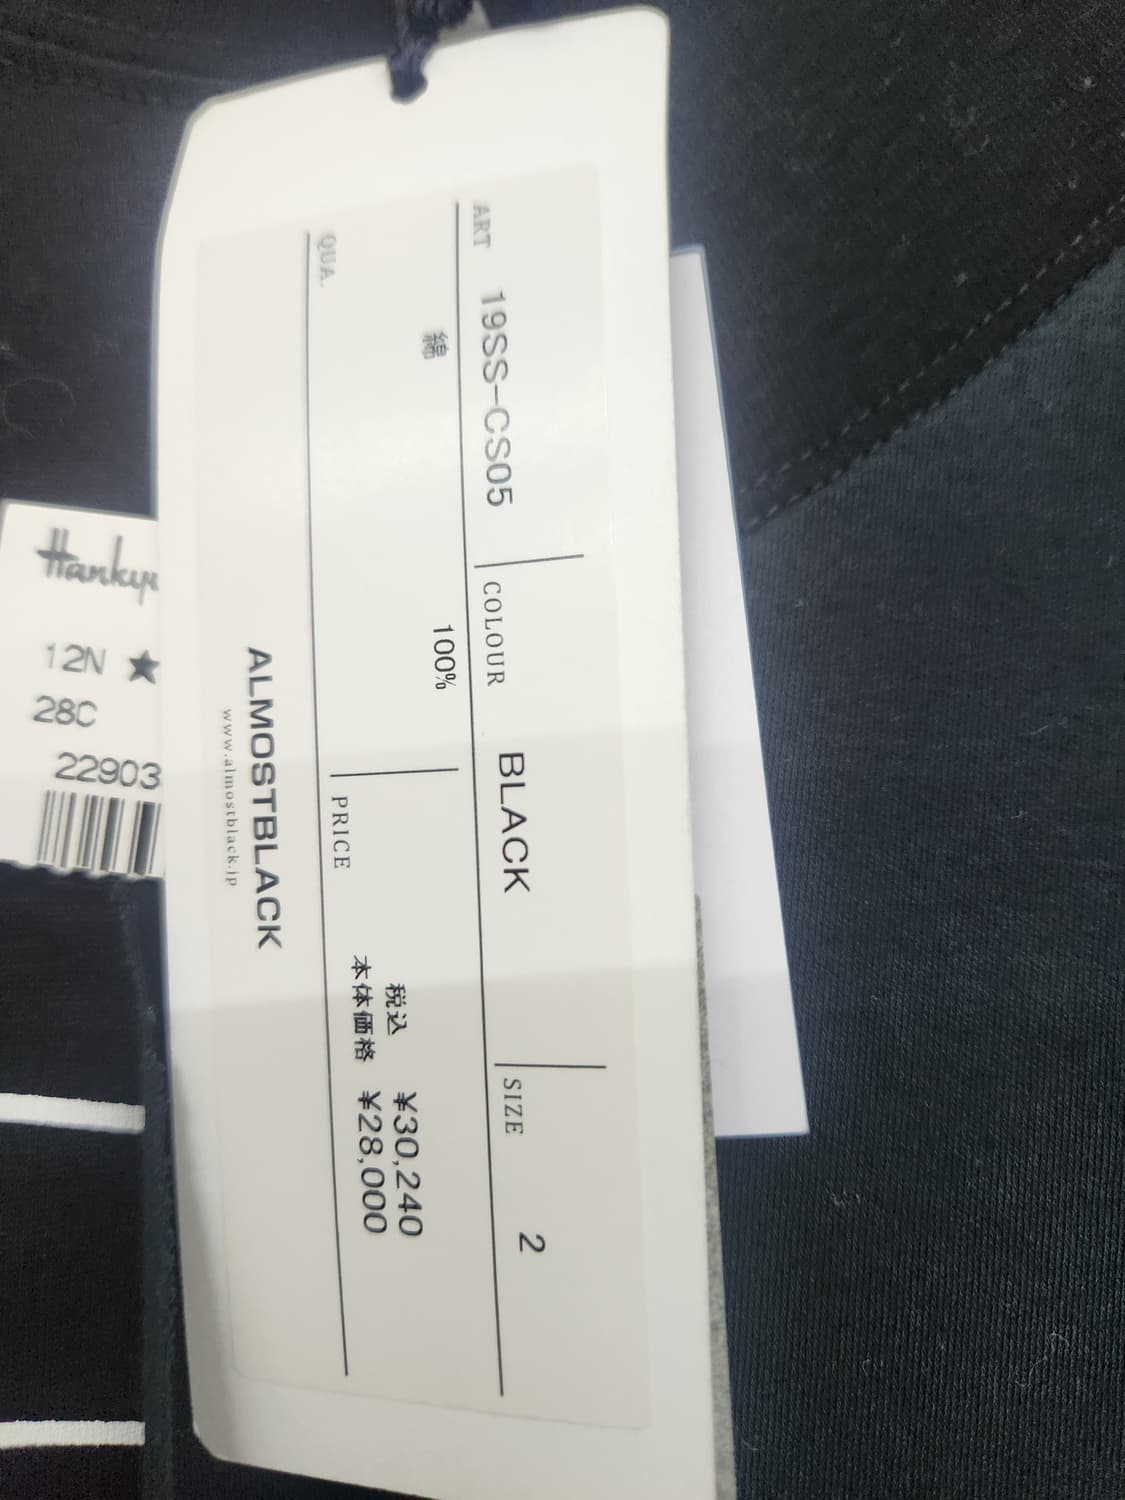 ART 19SS-CS05 COLOUR BLACK SIZE 2
綿 100%
QUA. PRICE 税込 ¥30,240
本体価格 ¥28,000
ALMOSTBLACK
www.almostblack.jp
12N ★
28C
22903